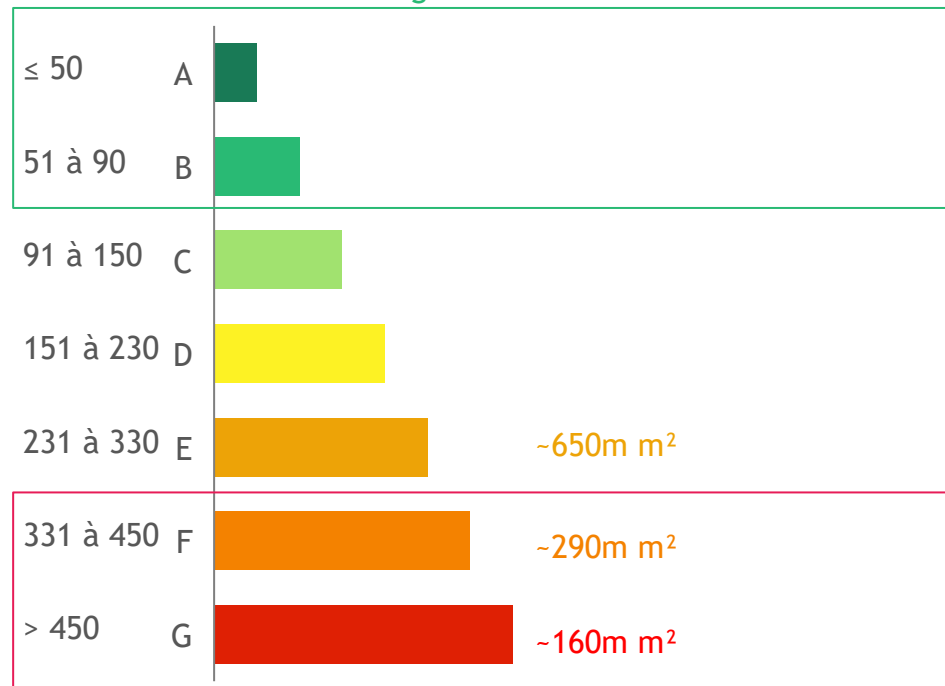 ≤ 50 A
51 à 90 B
91 à 150 C
151 à 230 D
231 à 330 E ~650m m²
331 à 450 F ~290m m²
> 450 G ~160m m²